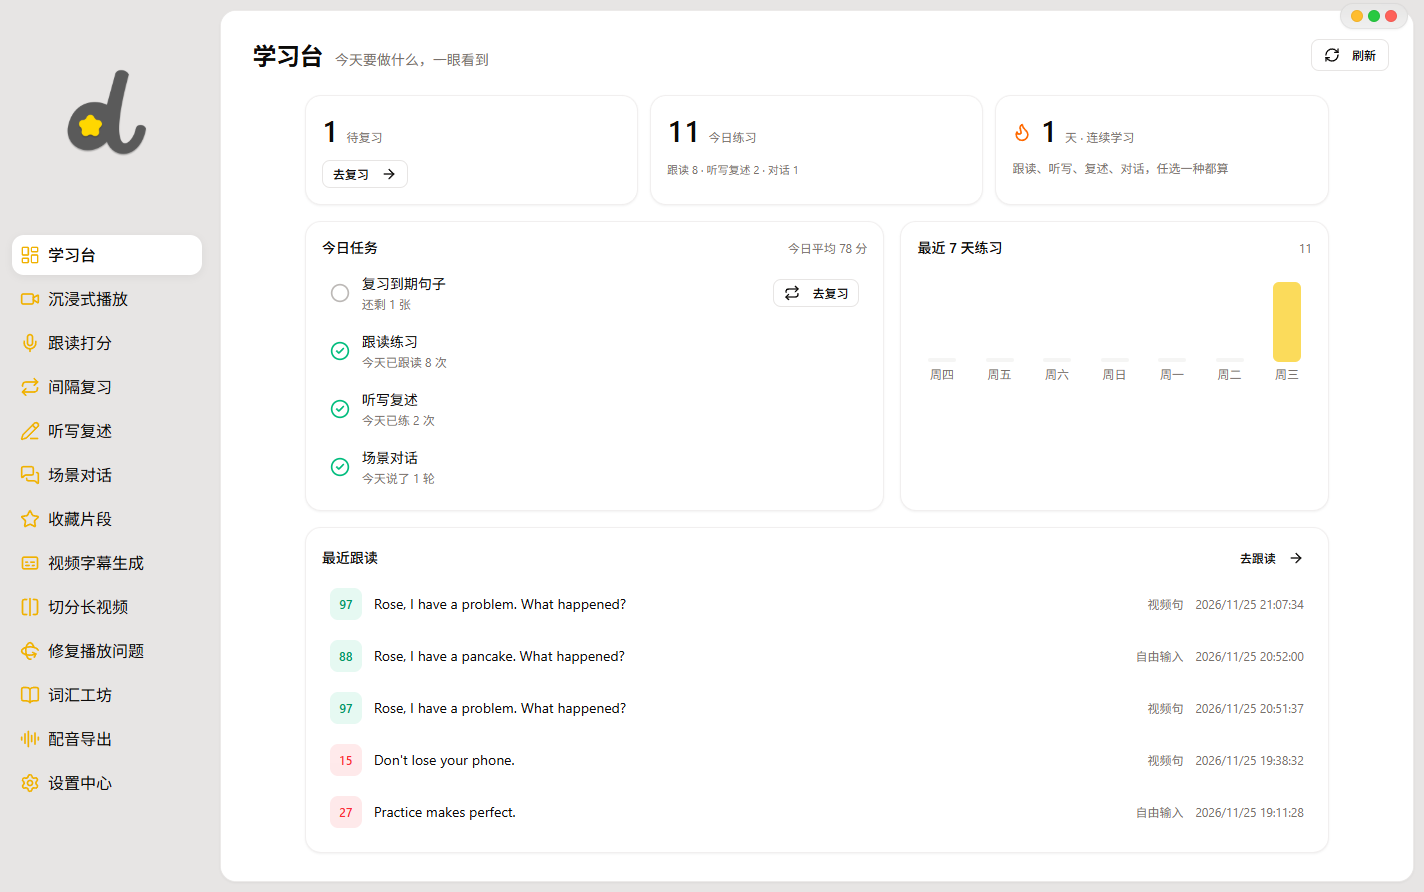 学习台
沉浸式播放
跟读打分
间隔复习
听写复述
场景对话
收藏片段
视频字幕生成
切分长视频
修复播放问题
词汇工坊
配音导出
设置中心
学习台 今天要做什么，一眼看到
刷新
1 待复习
去复习
11 今日练习
跟读 8 · 听写复述 2 · 对话 1
1 天 · 连续学习
跟读、听写、复述、对话，任选一种都算
今日任务 今日平均 78 分
复习到期句子
还剩 1 张
去复习
跟读练习
今天已跟读 8 次
听写复述
今天已练 2 次
场景对话
今天说了 1 轮
最近 7 天练习 11
周四 周五 周六 周日 周一 周二 周三
最近跟读 去跟读
97 Rose, I have a problem. What happened? 视频句 2026/11/25 21:07:34
88 Rose, I have a pancake. What happened? 自由输入 2026/11/25 20:52:00
97 Rose, I have a problem. What happened? 视频句 2026/11/25 20:51:37
15 Don't lose your phone. 视频句 2026/11/25 19:38:32
27 Practice makes perfect. 自由输入 2026/11/25 19:11:28